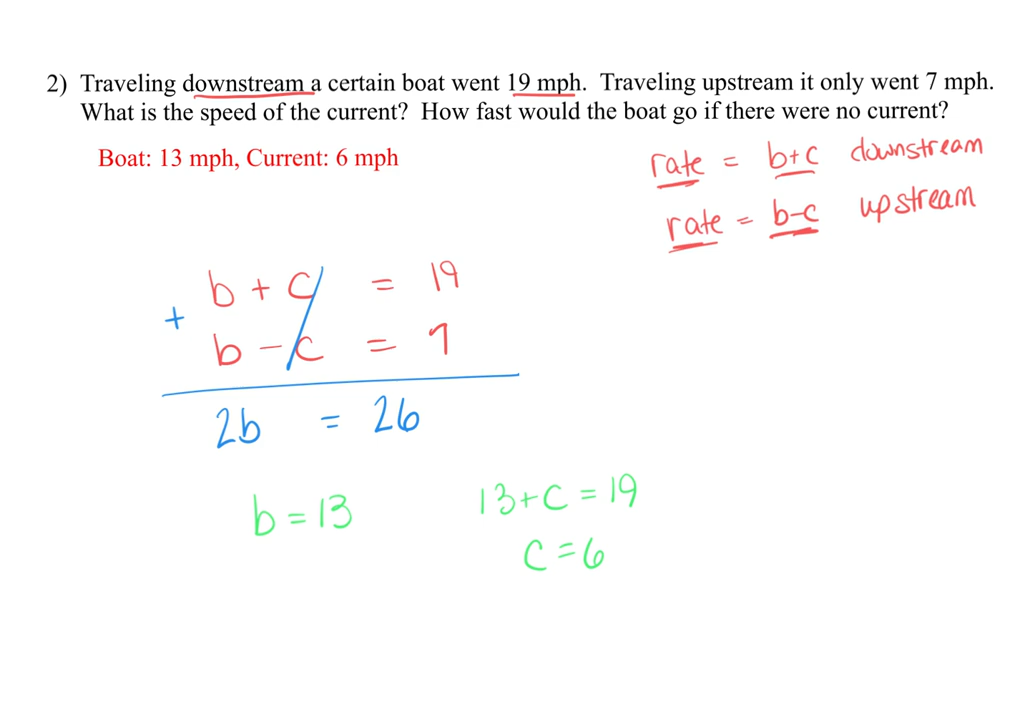 2) Traveling downstream a certain boat went 19 mph. Traveling upstream it only went 7 mph.
What is the speed of the current? How fast would the boat go if there were no current?
Boat: 13 mph, Current: 6 mph
rate = b+c downstream
rate = b-c upstream
b + c = 19
+
b - c = 7
2b = 26
b = 13
13+c = 19
c = 6